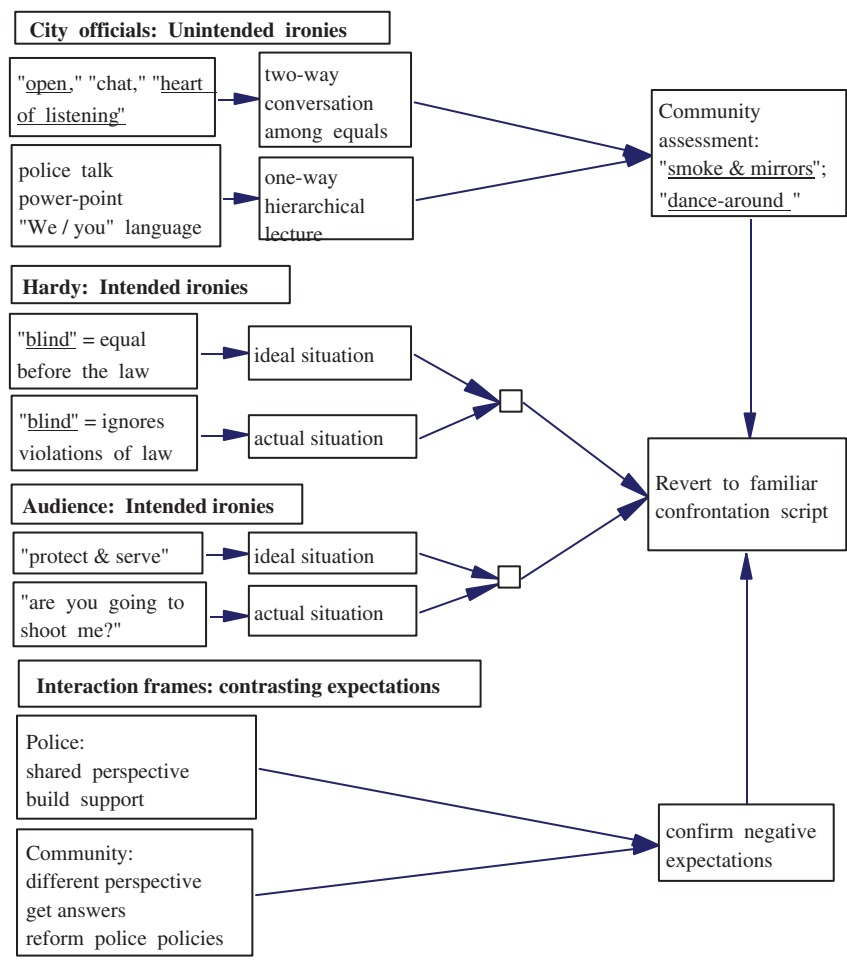 City officials: Unintended ironies
"open," "chat," "heart
of listening"
two-way
conversation
among equals
police talk
power-point
"We / you" language
one-way
hierarchical
lecture
Community
assessment:
"smoke & mirrors";
"dance-around "
Hardy: Intended ironies
"blind" = equal
before the law
ideal situation
"blind" = ignores
violations of law
actual situation
Revert to familiar
confrontation script
Audience: Intended ironies
"protect & serve"
ideal situation
"are you going to
shoot me?"
actual situation
Interaction frames: contrasting expectations
Police:
shared perspective
build support
Community:
different perspective
get answers
reform police policies
confirm negative
expectations